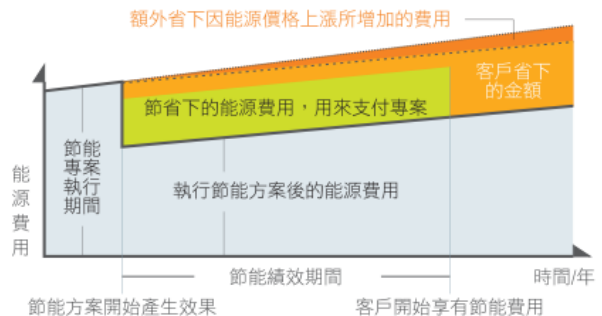 額外省下因能源價格上漲所增加的費用
客戶省下
的金額
節省下的能源費用，用來支付專案
節能
專案
執行
期間
執行節能方案後的能源費用
能
源
費
用
節能績效期間
時間/年
節能方案開始產生效果
客戶開始享有節能費用